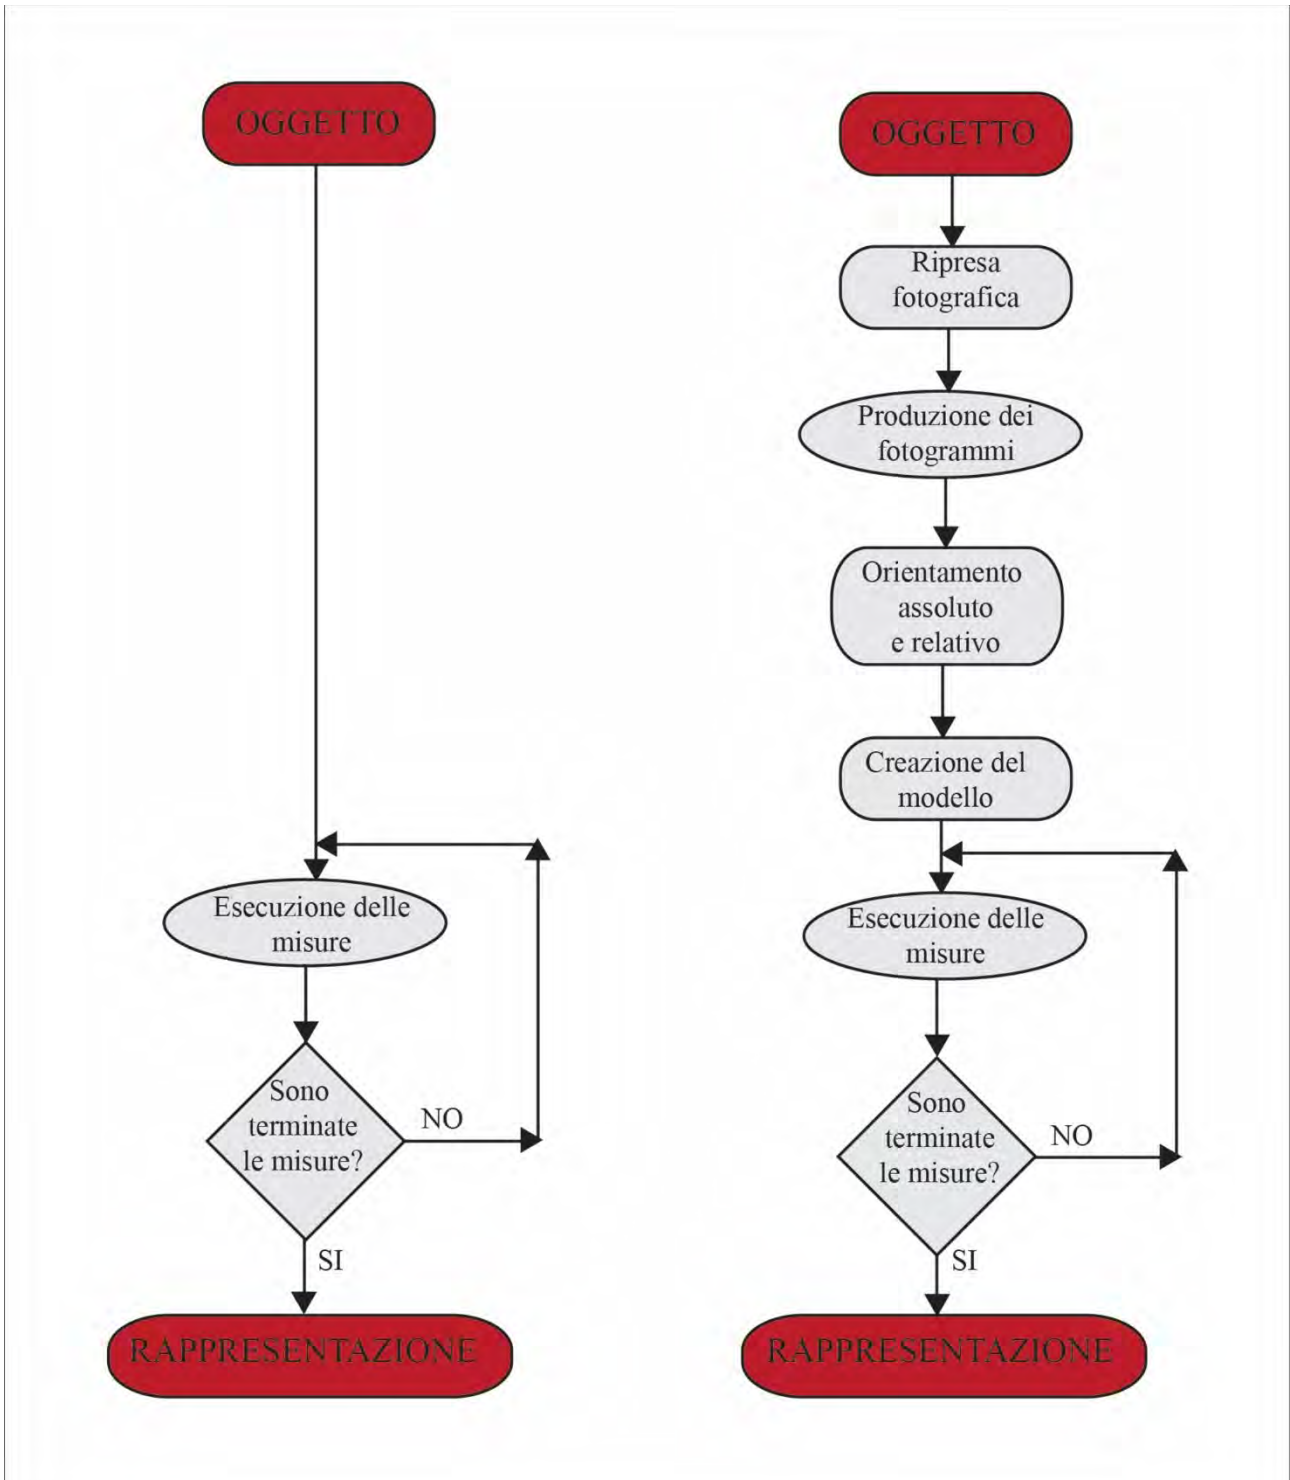 OGGETTO
Esecuzione delle
misure
Sono
terminate
le misure?
NO
SI
RAPPRESENTAZIONE
OGGETTO
Ripresa
fotografica
Produzione dei
fotogrammi
Orientamento
assoluto
e relativo
Creazione del
modello
Esecuzione delle
misure
Sono
terminate
le misure?
NO
SI
RAPPRESENTAZIONE